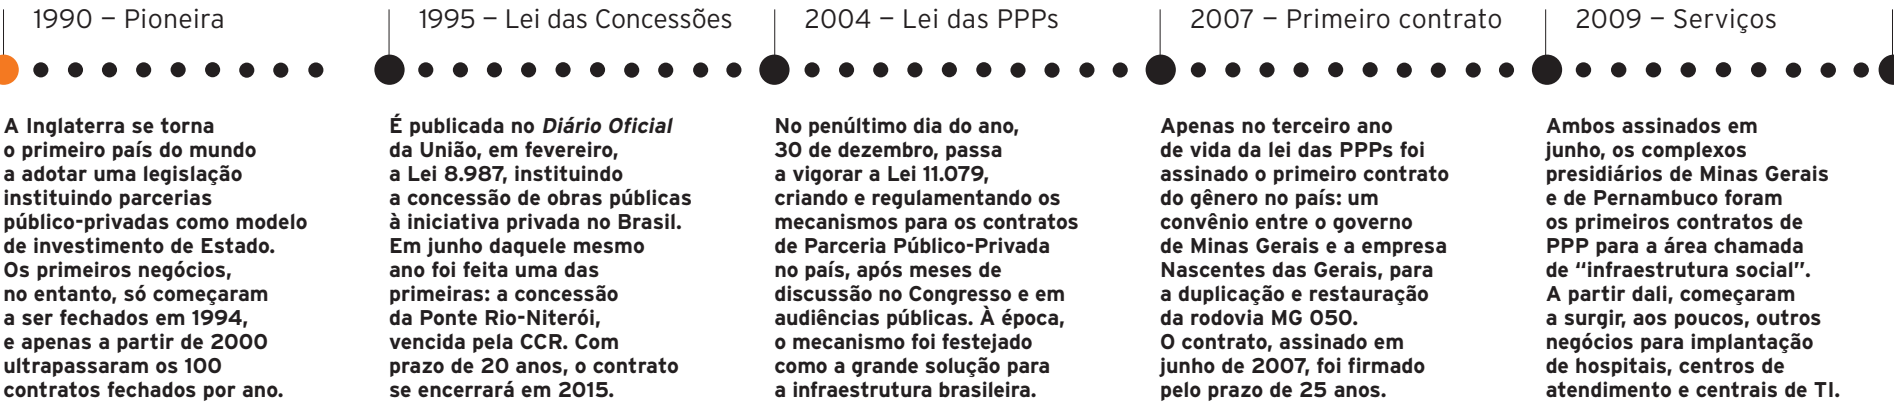 1990 — Pioneira
A Inglaterra se torna
o primeiro país do mundo
a adotar uma legislação
instituindo parcerias
público-privadas como modelo
de investimento de Estado.
Os primeiros negócios,
no entanto, só começaram
a ser fechados em 1994,
e apenas a partir de 2000
ultrapassaram os 100
contratos fechados por ano.
1995 — Lei das Concessões
É publicada no Diário Oficial
da União, em fevereiro,
a Lei 8.987, instituindo
a concessão de obras públicas
à iniciativa privada no Brasil.
Em junho daquele mesmo
ano foi feita uma das
primeiras: a concessão
da Ponte Rio-Niterói,
vencida pela CCR. Com
prazo de 20 anos, o contrato
se encerrará em 2015.
2004 — Lei das PPPs
No penúltimo dia do ano,
30 de dezembro, passa
a vigorar a Lei 11.079,
criando e regulamentando os
mecanismos para os contratos
de Parceria Público-Privada
no país, após meses de
discussão no Congresso e em
audiências públicas. À época,
o mecanismo foi festejado
como a grande solução para
a infraestrutura brasileira.
2007 — Primeiro contrato
Apenas no terceiro ano
de vida da lei das PPPs foi
assinado o primeiro contrato
do gênero no país: um
convênio entre o governo
de Minas Gerais e a empresa
Nascentes das Gerais, para
a duplicação e restauração
da rodovia MG 050.
O contrato, assinado em
junho de 2007, foi firmado
pelo prazo de 25 anos.
2009 — Serviços
Ambos assinados em
junho, os complexos
presidiários de Minas Gerais
e de Pernambuco foram
os primeiros contratos de
PPP para a área chamada
de “infraestrutura social”.
A partir dali, começaram
a surgir, aos poucos, outros
negócios para implantação
de hospitais, centros de
atendimento e centrais de TI.